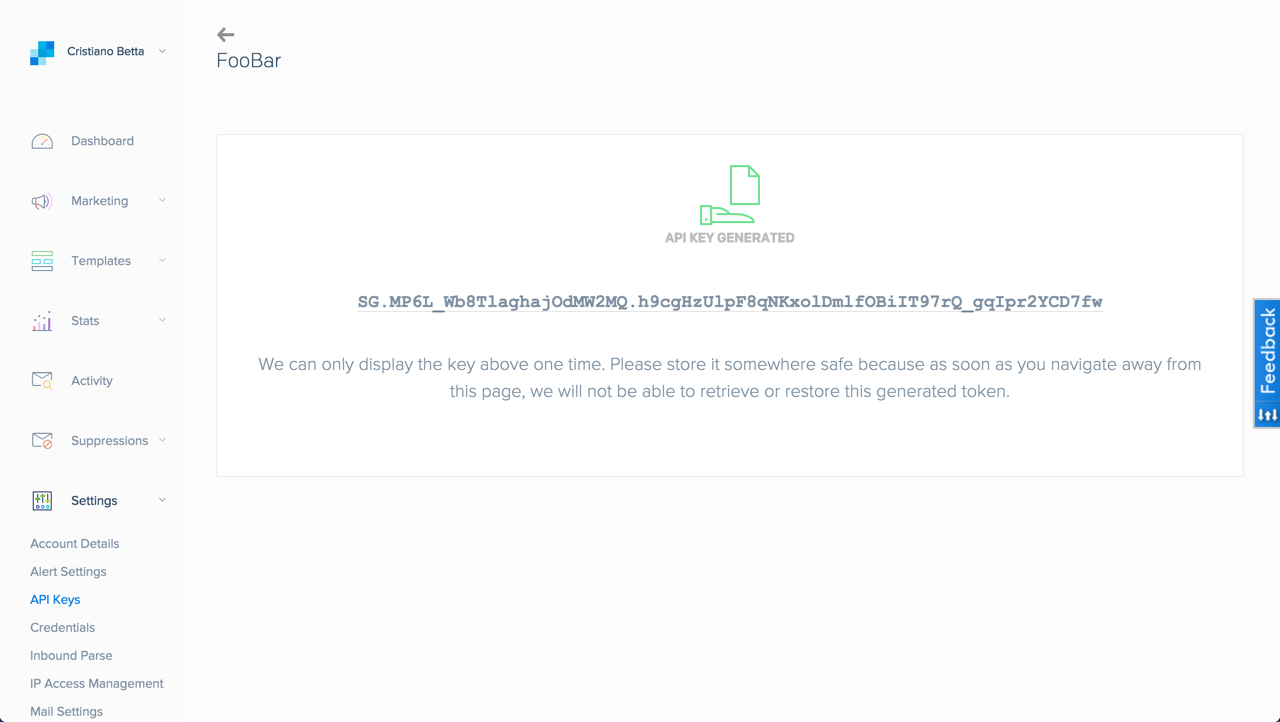 Cristiano Betta
Dashboard
Marketing
Templates
Stats
Activity
Suppressions
Settings
Account Details
Alert Settings
API Keys
Credentials
Inbound Parse
IP Access Management
Mail Settings
FooBar
API KEY GENERATED
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
We can only display the key above one time. Please store it somewhere safe because as soon as you navigate away from
this page, we will not be able to retrieve or restore this generated token.
Feedback